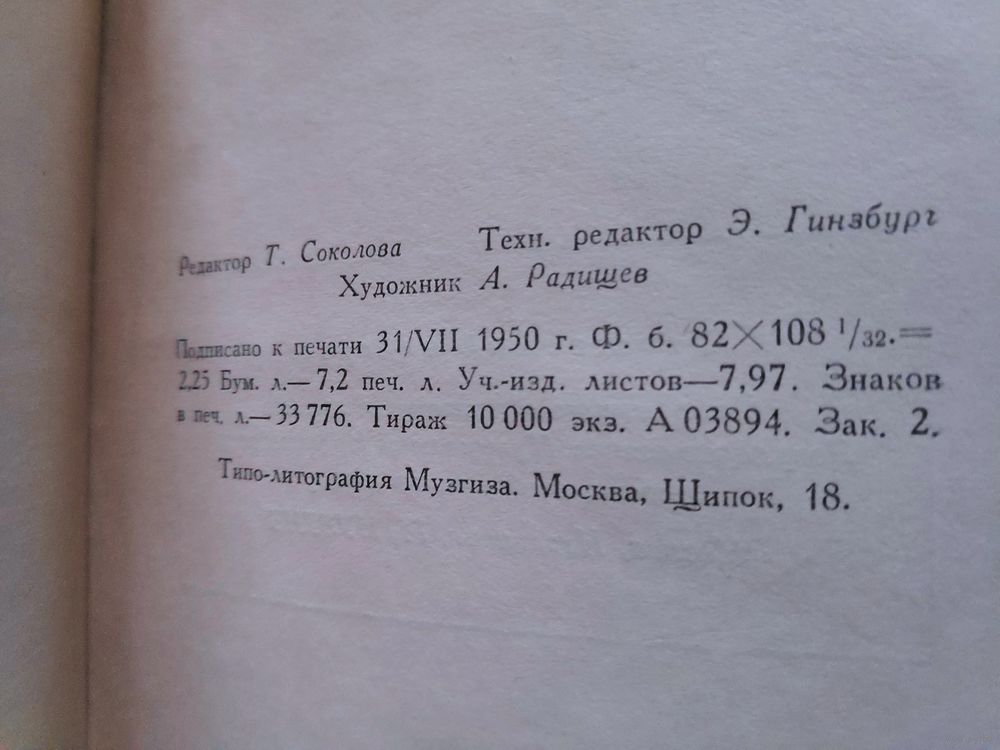 Редактор Т. Соколова Техн. редактор Э. Гинзбург
Художник А. Радищев
Подписано к печати 31/VII 1950 г. Ф. б. 82×108 1/32.=
2,25 Бум. л.—7,2 печ. л. Уч.-изд. листов—7,97. Знаков
в печ. л.—33 776. Тираж 10 000 экз. А 03894. Зак. 2.
Типо-литография Музгиза. Москва, Щипок, 18.